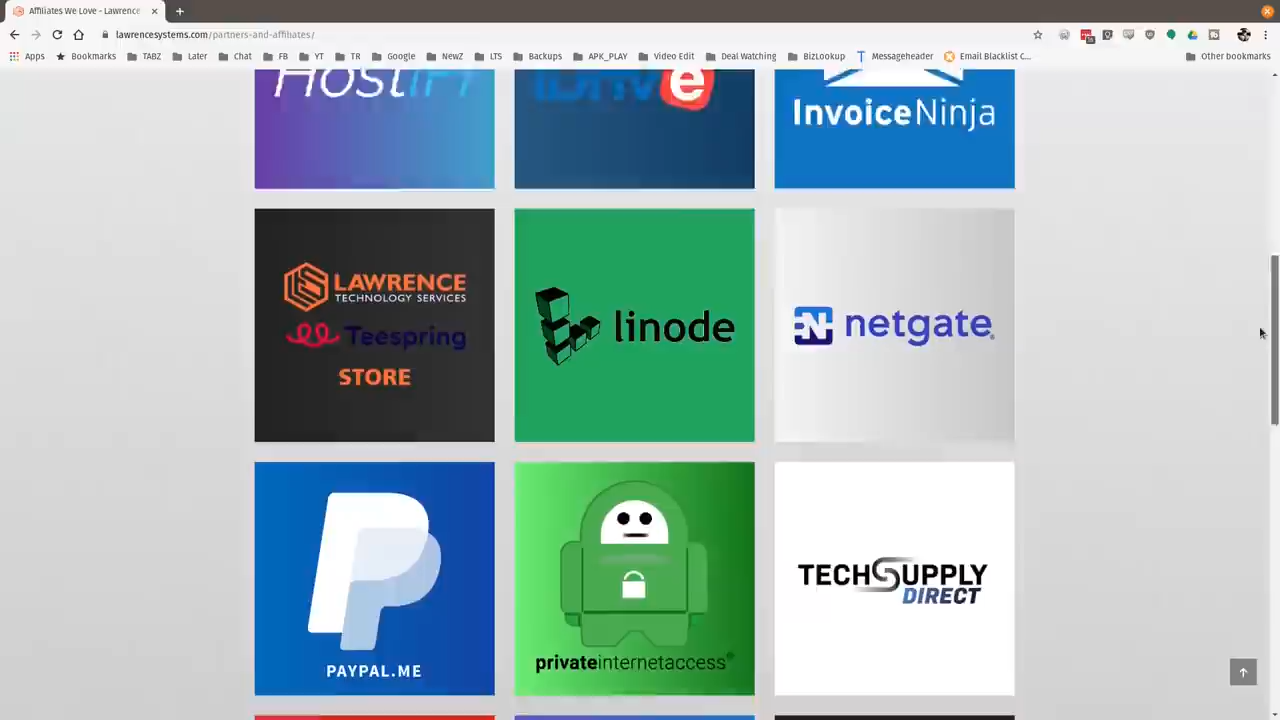 Affiliates We Love - Lawrence
lawrencesystems.com/partners-and-affiliates/
Apps Bookmarks TABZ Later Chat FB YT TR Google NewZ LTS Backups APK_PLAY Video Edit Deal Watching BizLookup Messageheader Email Blacklist C... Other bookmarks
HostiFi
iDrive
InvoiceNinja
LAWRENCE
TECHNOLOGY SERVICES
Teespring
STORE
linode
netgate®
PAYPAL.ME
privateinternetaccess®
TECHSUPPLY
DIRECT